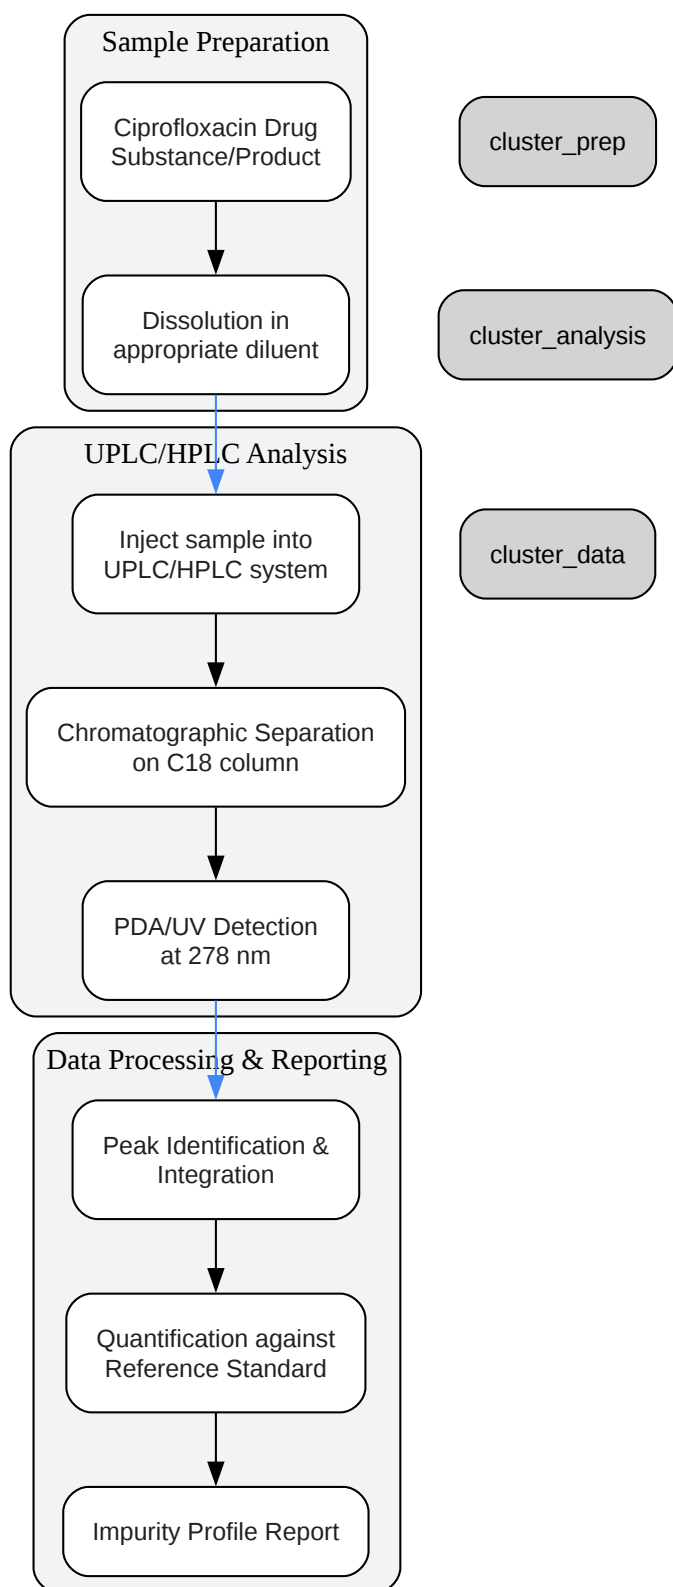 Sample Preparation
Ciprofloxacin Drug
Substance/Product
cluster_prep
Dissolution in
appropriate diluent
cluster_analysis
UPLC/HPLC Analysis
Inject sample into
UPLC/HPLC system
cluster_data
Chromatographic Separation
on C18 column
PDA/UV Detection
at 278 nm
Data Processing & Reporting
Peak Identification &
Integration
Quantification against
Reference Standard
Impurity Profile Report